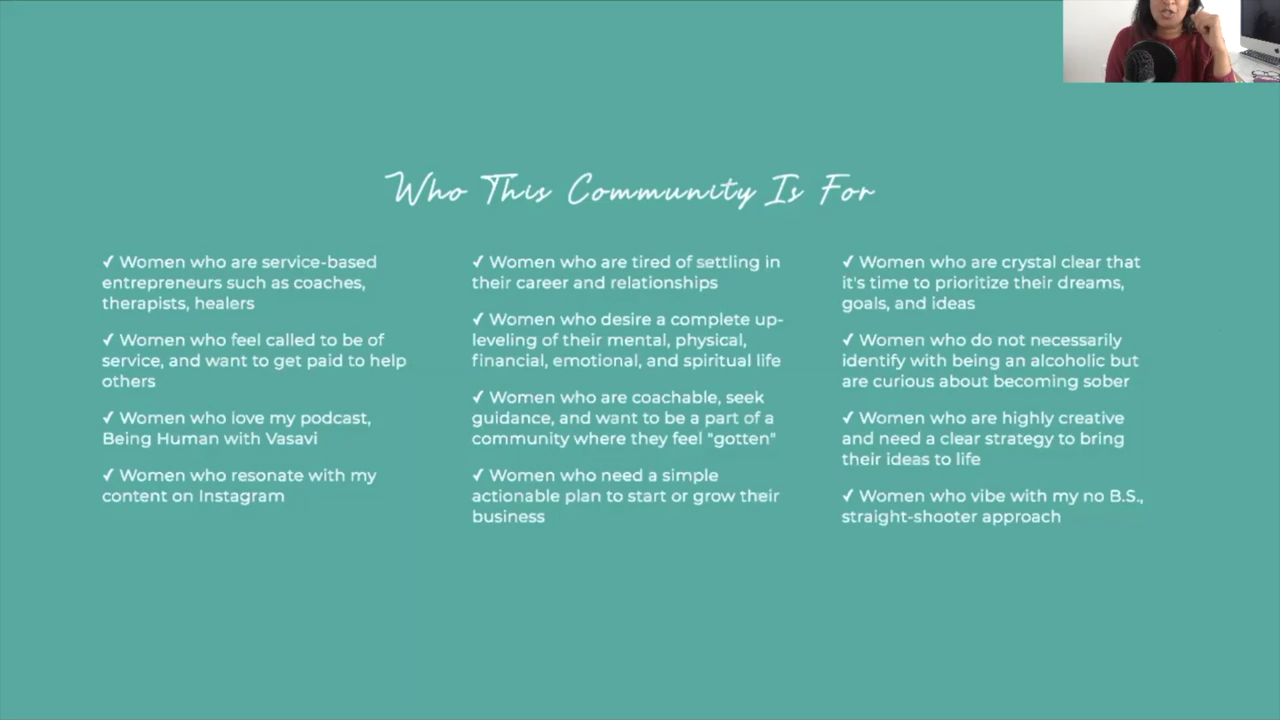 Who This Community Is For
✓ Women who are service-based
entrepreneurs such as coaches,
therapists, healers
✓ Women who feel called to be of
service, and want to get paid to help
others
✓ Women who love my podcast,
Being Human with Vasavi
✓ Women who resonate with my
content on Instagram
✓ Women who are tired of settling in
their career and relationships
✓ Women who desire a complete up-
leveling of their mental, physical,
financial, emotional, and spiritual life
✓ Women who are coachable, seek
guidance, and want to be a part of a
community where they feel "gotten"
✓ Women who need a simple
actionable plan to start or grow their
business
✓ Women who are crystal clear that
it's time to prioritize their dreams,
goals, and ideas
✓ Women who do not necessarily
identify with being an alcoholic but
are curious about becoming sober
✓ Women who are highly creative
and need a clear strategy to bring
their ideas to life
✓ Women who vibe with my no B.S.,
straight-shooter approach